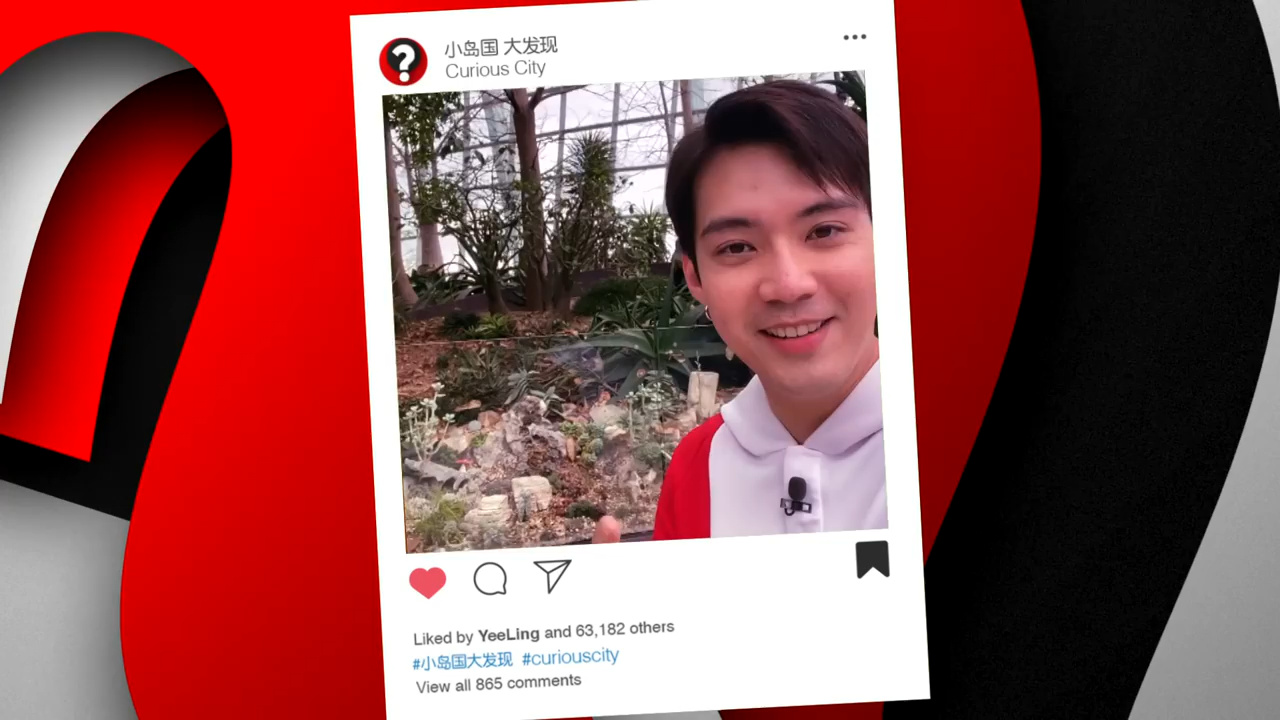 小岛国 大发现
Curious City
Liked by YeeLing and 63,182 others
#小岛国大发现 #curiouscity
View all 865 comments